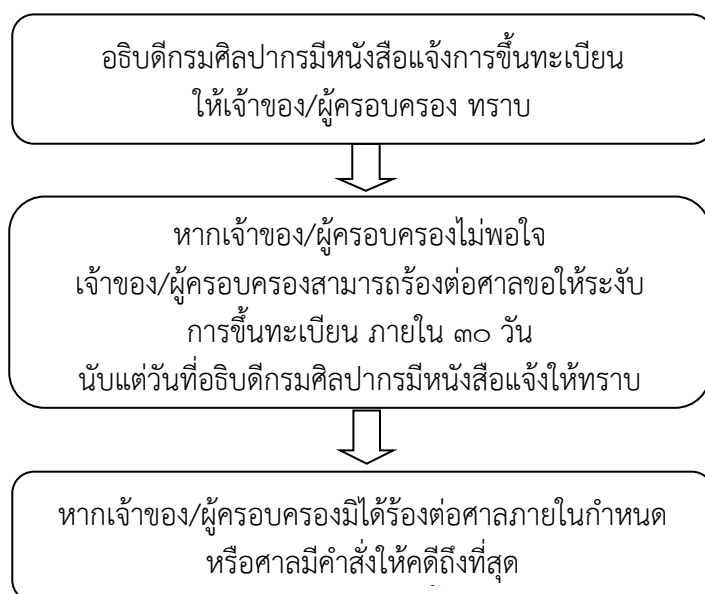 อธิบดีกรมศิลปากรมีหนังสือแจ้งการขึ้นทะเบียน
ให้เจ้าของ/ผู้ครอบครอง ทราบ
หากเจ้าของ/ผู้ครอบครองไม่พอใจ
เจ้าของ/ผู้ครอบครองสามารถร้องต่อศาลขอให้ระงับ
การขึ้นทะเบียน ภายใน ๓๐ วัน
นับแต่วันที่อธิบดีกรมศิลปากรมีหนังสือแจ้งให้ทราบ
หากเจ้าของ/ผู้ครอบครองมิได้ร้องต่อศาลภายในกำหนด
หรือศาลมีคำสั่งให้คดีถึงที่สุด